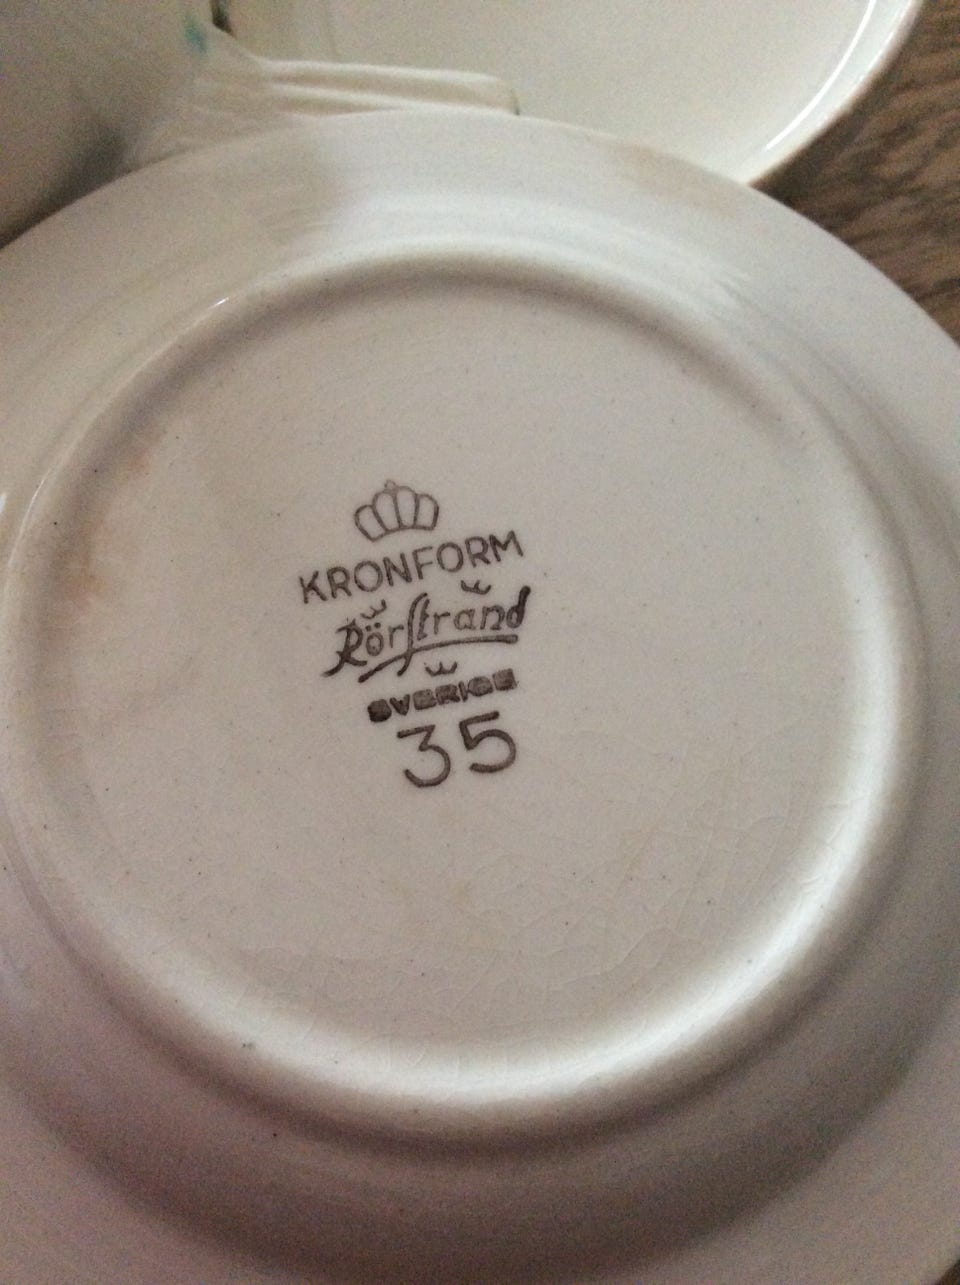 KRONFORM
Rörstrand
SVERIGE
35